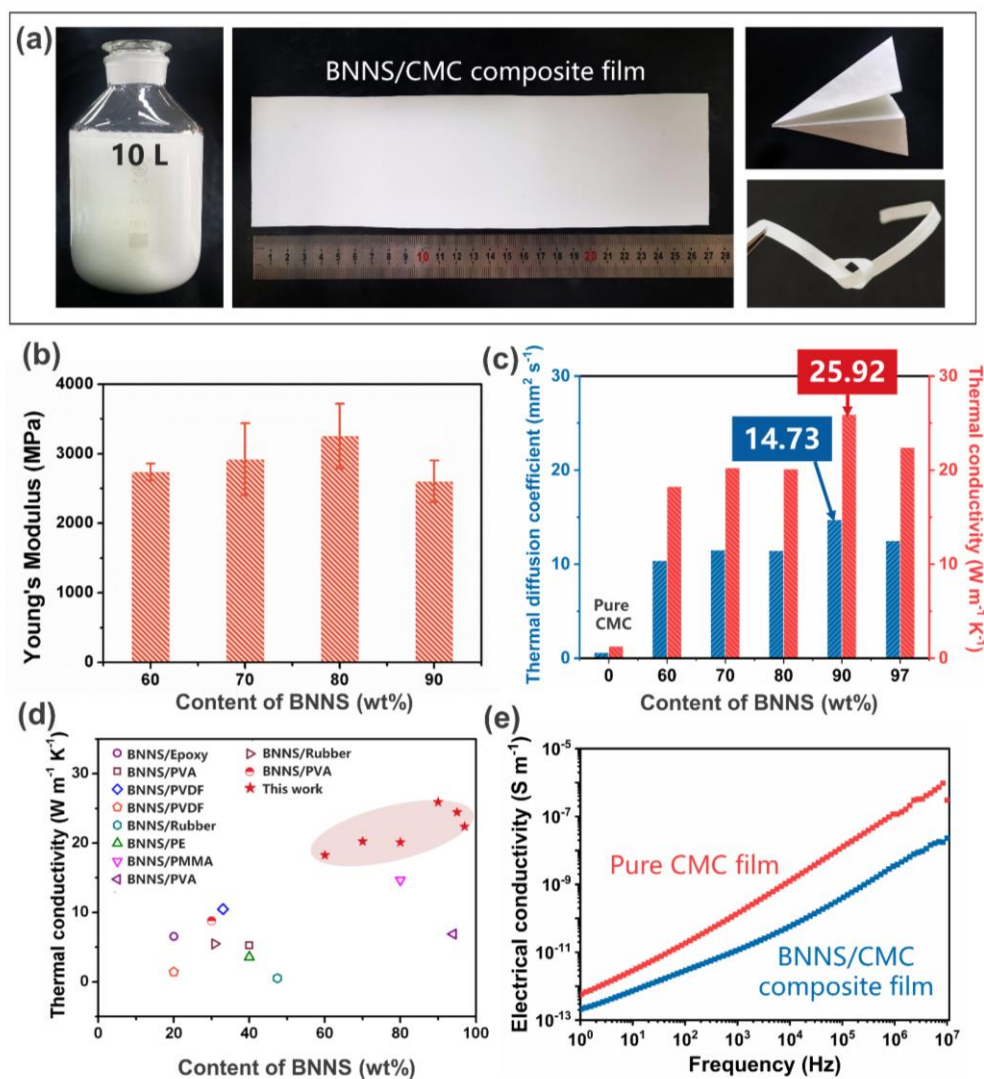 (a)
10 L
BNNS/CMC composite film
1 2 3 4 5 6 7 8 9 10 11 12 13 14 15 16 17 18 19 20 21 22 23 24 25 26 27 28
(b)
Young's Modulus (MPa)
4000
3000
2000
1000
0
60 70 80 90
Content of BNNS (wt%)
(c)
Thermal diffusion coefficient (mm² s⁻¹)
30
20
10
0
25.92
14.73
Pure
CMC
0 60 70 80 90 97
Content of BNNS (wt%)
30
20
10
0
Thermal conductivity (W m⁻¹ K⁻¹)
(d)
Thermal conductivity (W m⁻¹ K⁻¹)
30
20
10
0
BNNS/Epoxy
BNNS/PVA
BNNS/PVDF
BNNS/PVDF
BNNS/Rubber
BNNS/PE
BNNS/PMMA
BNNS/PVA
BNNS/Rubber
BNNS/PVA
This work
0 20 40 60 80 100
Content of BNNS (wt%)
(e)
Electrical conductivity (S m⁻¹)
10⁻⁵
10⁻⁷
10⁻⁹
10⁻¹¹
10⁻¹³
Pure CMC film
BNNS/CMC
composite film
10⁰ 10¹ 10² 10³ 10⁴ 10⁵ 10⁶ 10⁷
Frequency (Hz)